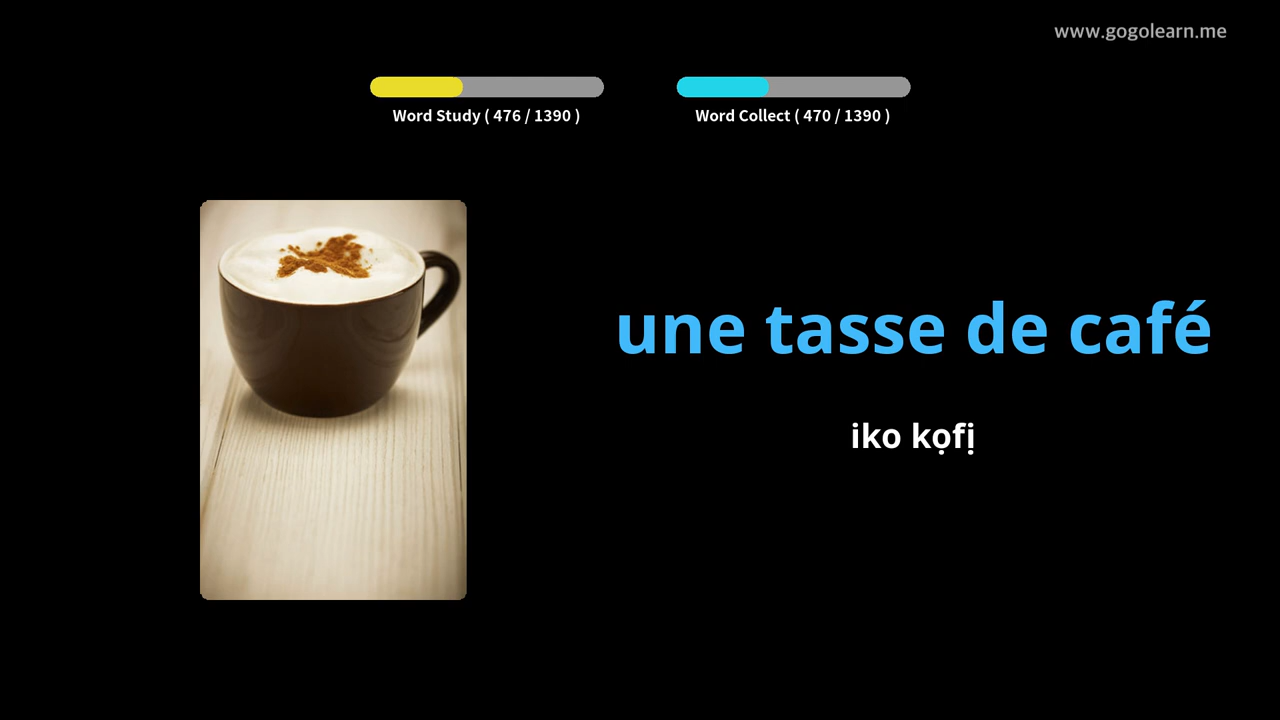 www.gogolearn.me
Word Study ( 476 / 1390 )
Word Collect ( 470 / 1390 )
une tasse de café
iko kọfị